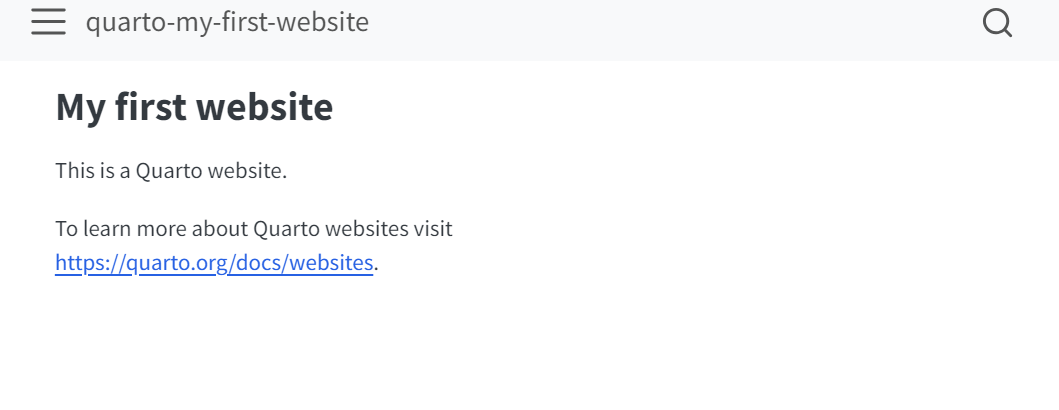 quarto-my-first-website
My first website
This is a Quarto website.
To learn more about Quarto websites visit
https://quarto.org/docs/websites.